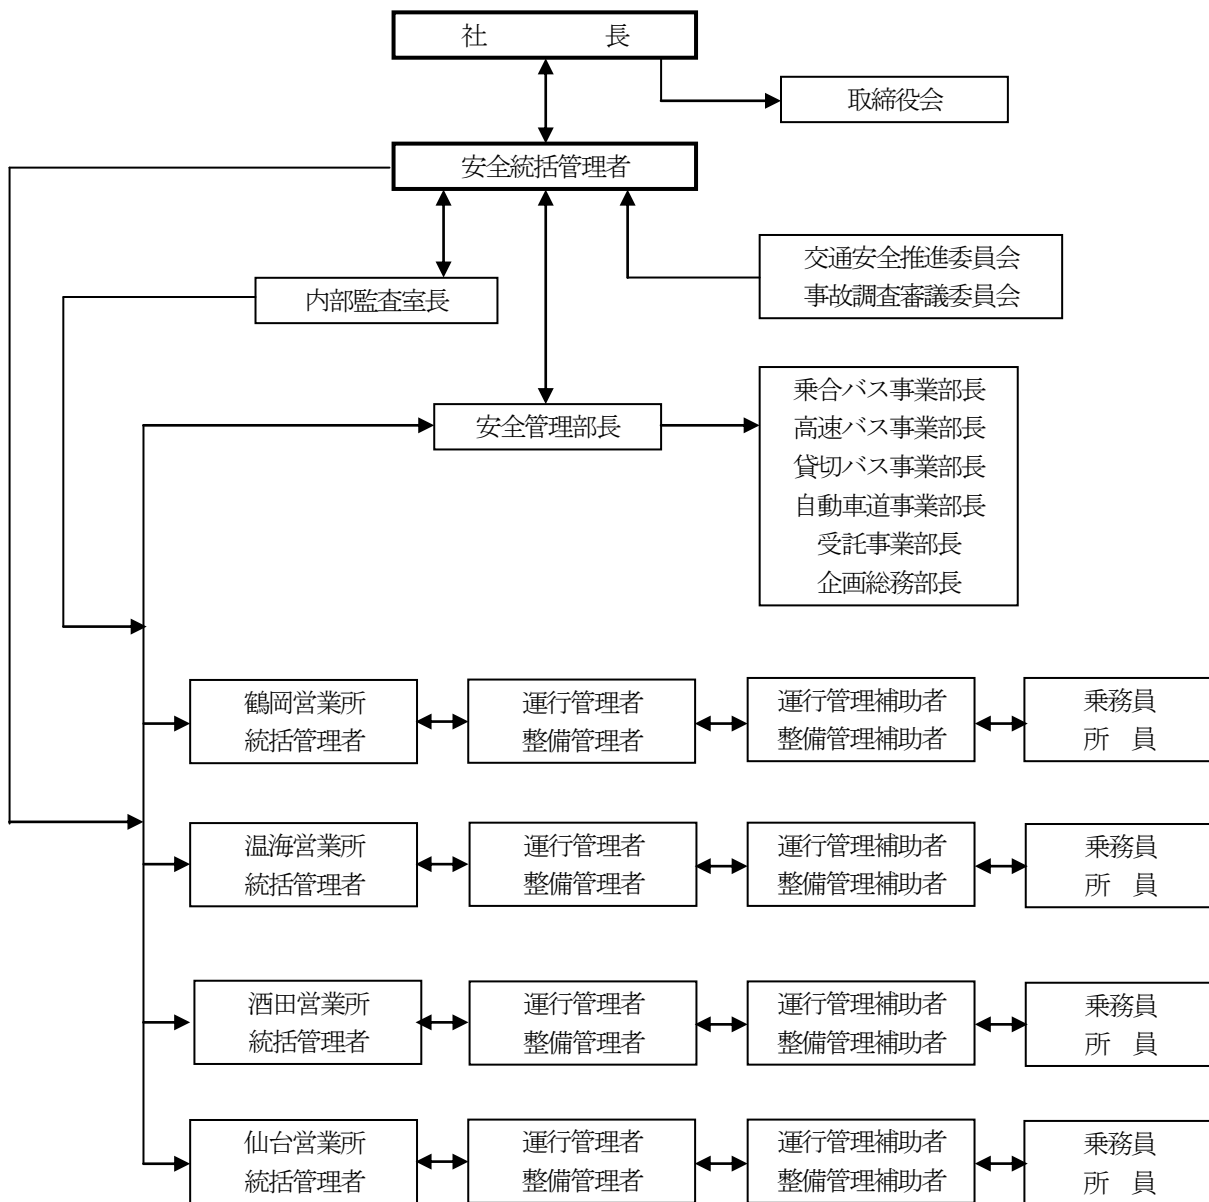 社　　　　長
取締役会
安全統括管理者
交通安全推進委員会
事故調査審議委員会
内部監査室長
安全管理部長
乗合バス事業部長
高速バス事業部長
貸切バス事業部長
自動車道事業部長
受託事業部長
企画総務部長
鶴岡営業所
統括管理者
運行管理者
整備管理者
運行管理補助者
整備管理補助者
乗務員
所　員
温海営業所
統括管理者
運行管理者
整備管理者
運行管理補助者
整備管理補助者
乗務員
所　員
酒田営業所
統括管理者
運行管理者
整備管理者
運行管理補助者
整備管理補助者
乗務員
所　員
仙台営業所
統括管理者
運行管理者
整備管理者
運行管理補助者
整備管理補助者
乗務員
所　員